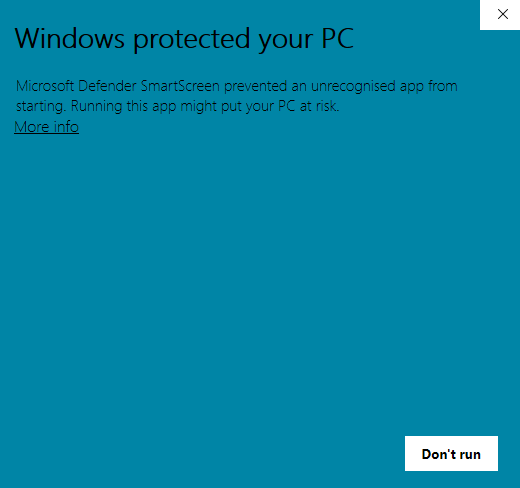 Windows protected your PC
Microsoft Defender SmartScreen prevented an unrecognised app from
starting. Running this app might put your PC at risk.
More info
Don't run